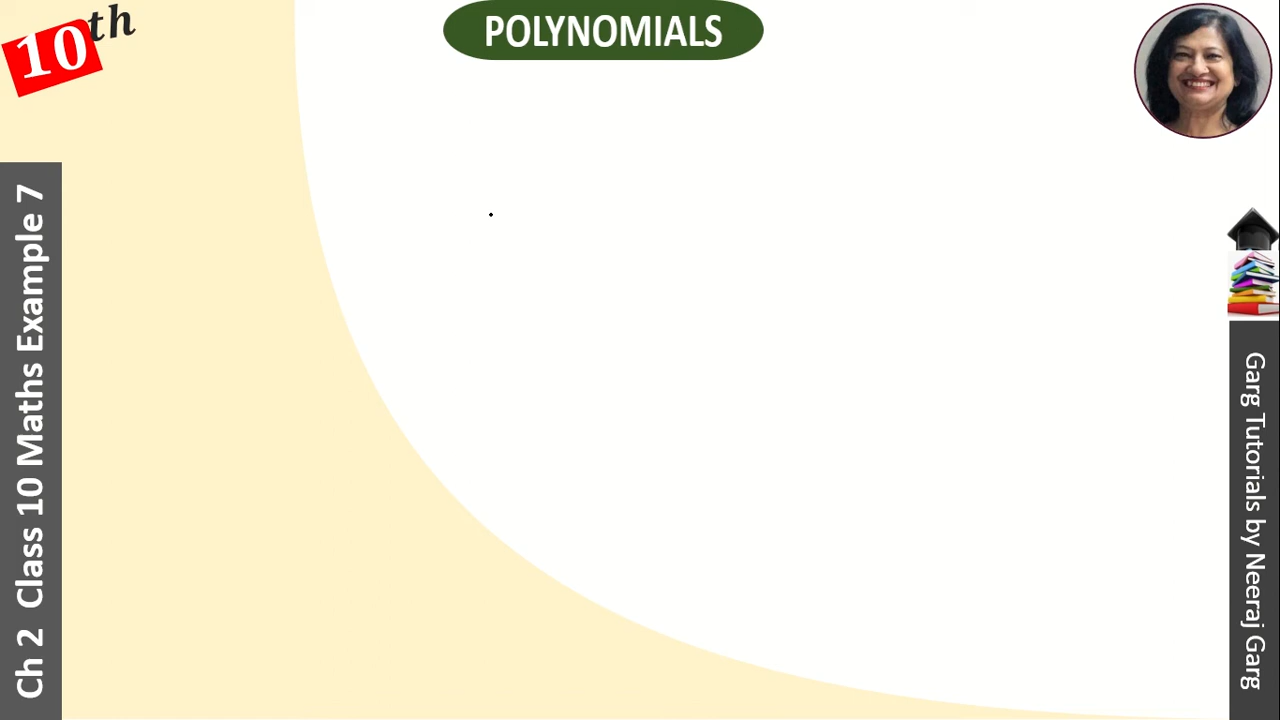 10th
POLYNOMIALS
Ch 2 Class 10 Maths Example 7
Garg Tutorials by Neeraj Garg